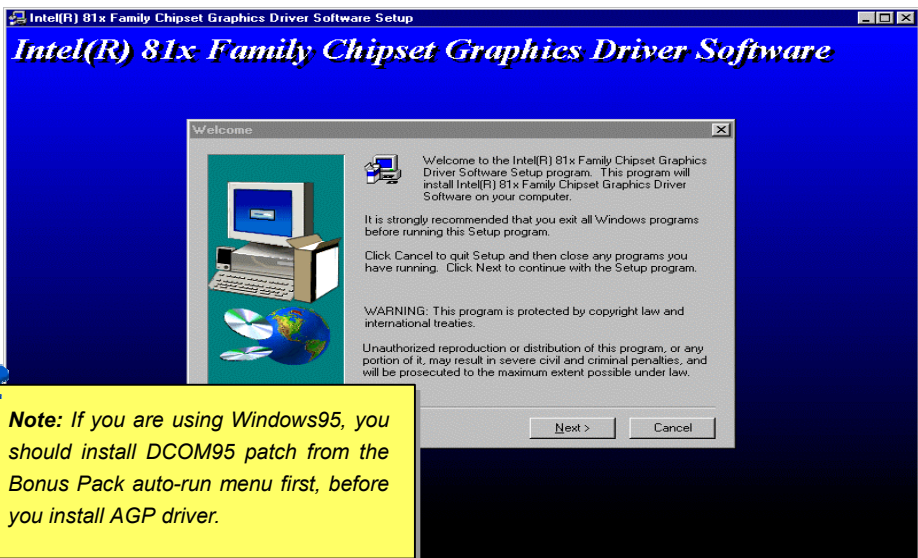 Intel(R) 81x Family Chipset Graphics Driver Software Setup
Intel(R) 81x Family Chipset Graphics Driver Software
Welcome
Welcome to the Intel(R) 81x Family Chipset Graphics
Driver Software Setup program. This program will
install Intel(R) 81x Family Chipset Graphics Driver
Software on your computer.
It is strongly recommended that you exit all Windows programs
before running this Setup program.
Click Cancel to quit Setup and then close any programs you
have running. Click Next to continue with the Setup program.
WARNING: This program is protected by copyright law and
international treaties.
Unauthorized reproduction or distribution of this program, or any
portion of it, may result in severe civil and criminal penalties, and
will be prosecuted to the maximum extent possible under law.
Next >
Cancel
Note: If you are using Windows95, you
should install DCOM95 patch from the
Bonus Pack auto-run menu first, before
you install AGP driver.